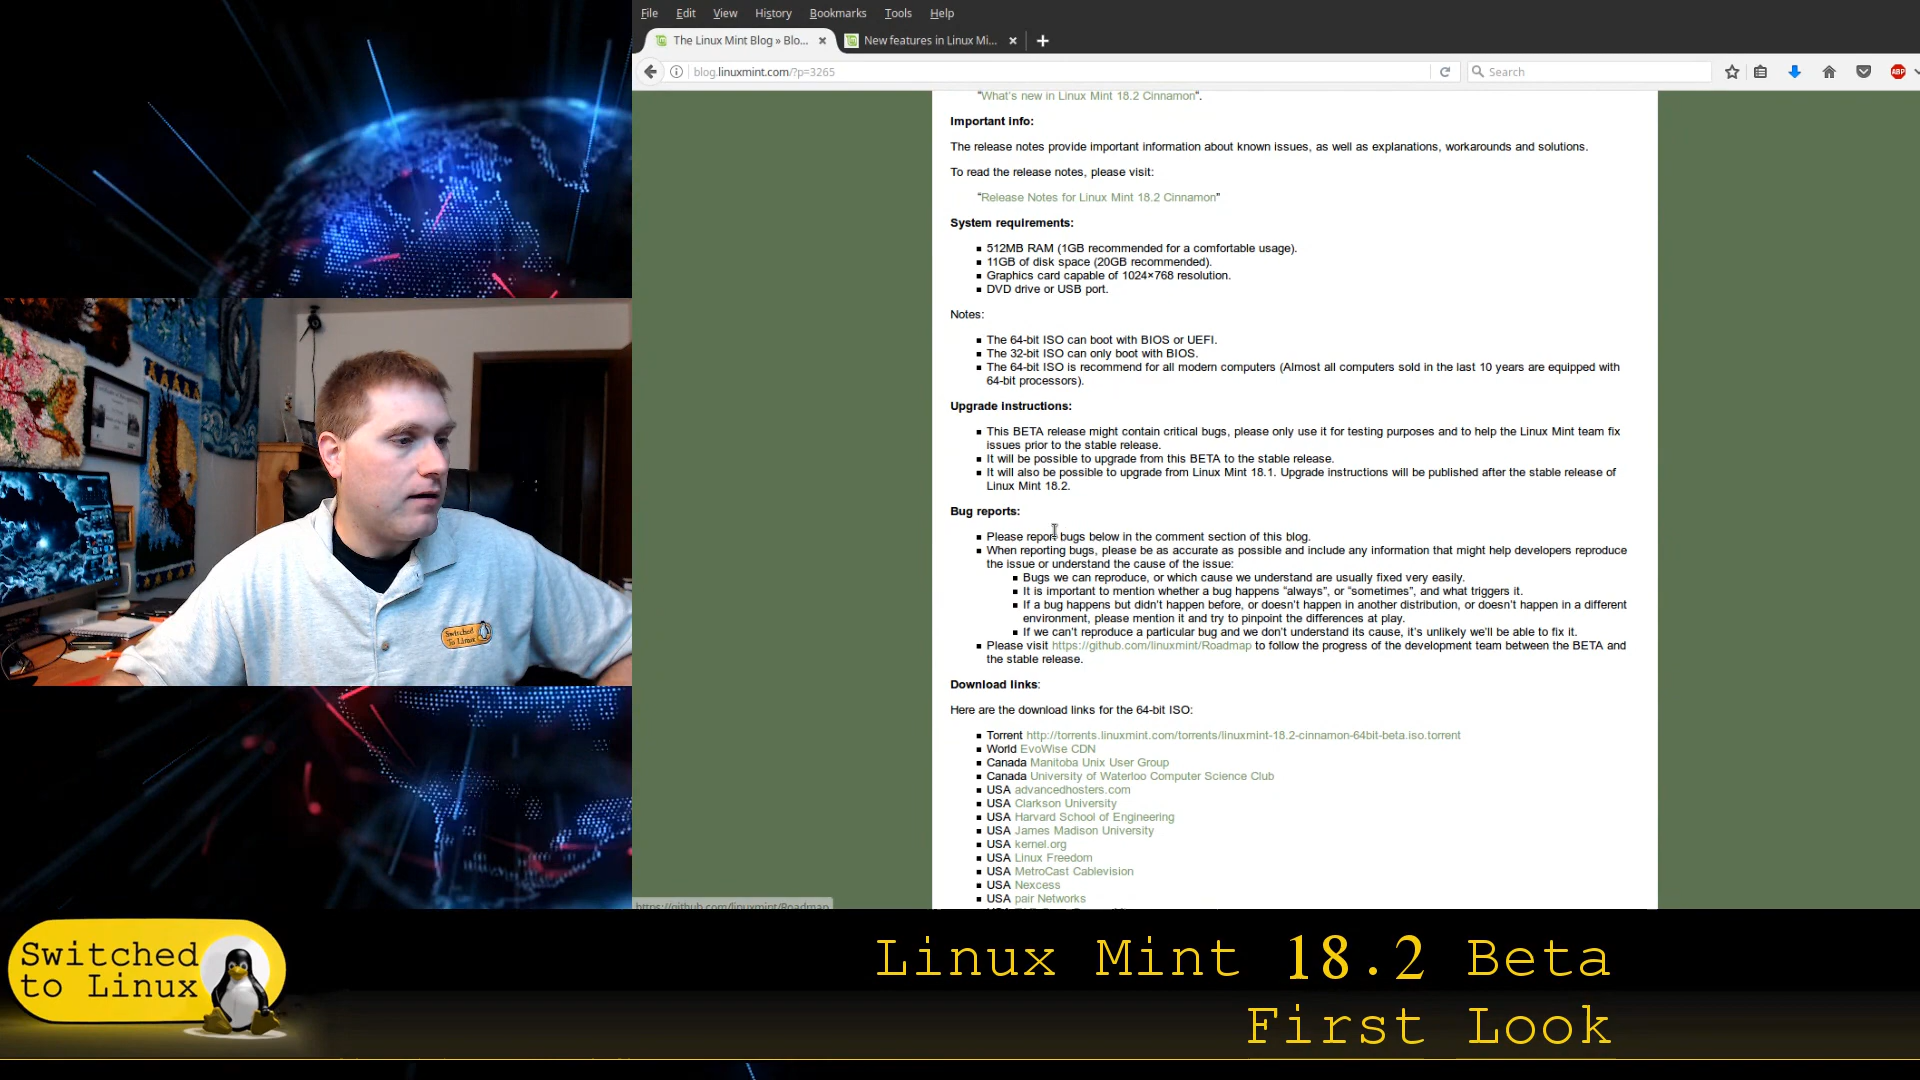 File Edit View History Bookmarks Tools Help
The Linux Mint Blog » Blo... New features in Linux Mi...
blog.linuxmint.com/?p=3265 Search ABP
"What's new in Linux Mint 18.2 Cinnamon".
Important info:
The release notes provide important information about known issues, as well as explanations, workarounds and solutions.
To read the release notes, please visit:
"Release Notes for Linux Mint 18.2 Cinnamon"
System requirements:
▪ 512MB RAM (1GB recommended for a comfortable usage).
▪ 11GB of disk space (20GB recommended).
▪ Graphics card capable of 1024×768 resolution.
▪ DVD drive or USB port.
Notes:
▪ The 64-bit ISO can boot with BIOS or UEFI.
▪ The 32-bit ISO can only boot with BIOS.
▪ The 64-bit ISO is recommend for all modern computers (Almost all computers sold in the last 10 years are equipped with
64-bit processors).
Upgrade instructions:
▪ This BETA release might contain critical bugs, please only use it for testing purposes and to help the Linux Mint team fix
issues prior to the stable release.
▪ It will be possible to upgrade from this BETA to the stable release.
▪ It will also be possible to upgrade from Linux Mint 18.1. Upgrade instructions will be published after the stable release of
Linux Mint 18.2.
Bug reports:
▪ Please report bugs below in the comment section of this blog.
▪ When reporting bugs, please be as accurate as possible and include any information that might help developers reproduce
the issue or understand the cause of the issue:
▪ Bugs we can reproduce, or which cause we understand are usually fixed very easily.
▪ It is important to mention whether a bug happens "always", or "sometimes", and what triggers it.
▪ If a bug happens but didn't happen before, or doesn't happen in another distribution, or doesn't happen in a different
environment, please mention it and try to pinpoint the differences at play.
▪ If we can't reproduce a particular bug and we don't understand its cause, it's unlikely we'll be able to fix it.
▪ Please visit https://github.com/linuxmint/Roadmap to follow the progress of the development team between the BETA and
the stable release.
Download links:
Here are the download links for the 64-bit ISO:
▪ Torrent http://torrents.linuxmint.com/torrents/linuxmint-18.2-cinnamon-64bit-beta.iso.torrent
▪ World EvoWise CDN
▪ Canada Manitoba Unix User Group
▪ Canada University of Waterloo Computer Science Club
▪ USA advancedhosters.com
▪ USA Clarkson University
▪ USA Harvard School of Engineering
▪ USA James Madison University
▪ USA kernel.org
▪ USA Linux Freedom
▪ USA MetroCast Cablevision
▪ USA Nexcess
▪ USA pair Networks
https://github.com/linuxmint/Roadmap
Switched
To Linux
Switched
to Linux
Linux Mint 18.2 Beta
First Look